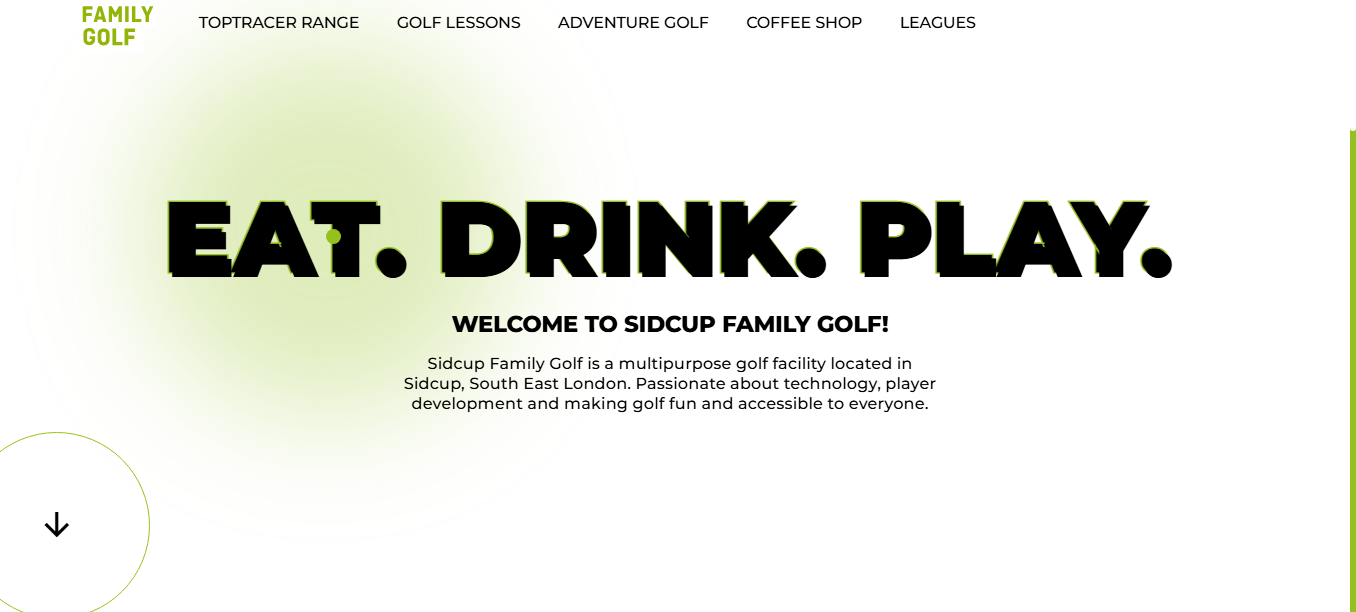 FAMILY
GOLF
TOPTRACER RANGE GOLF LESSONS ADVENTURE GOLF COFFEE SHOP LEAGUES
EAT. DRINK. PLAY.
WELCOME TO SIDCUP FAMILY GOLF!
Sidcup Family Golf is a multipurpose golf facility located in
Sidcup, South East London. Passionate about technology, player
development and making golf fun and accessible to everyone.